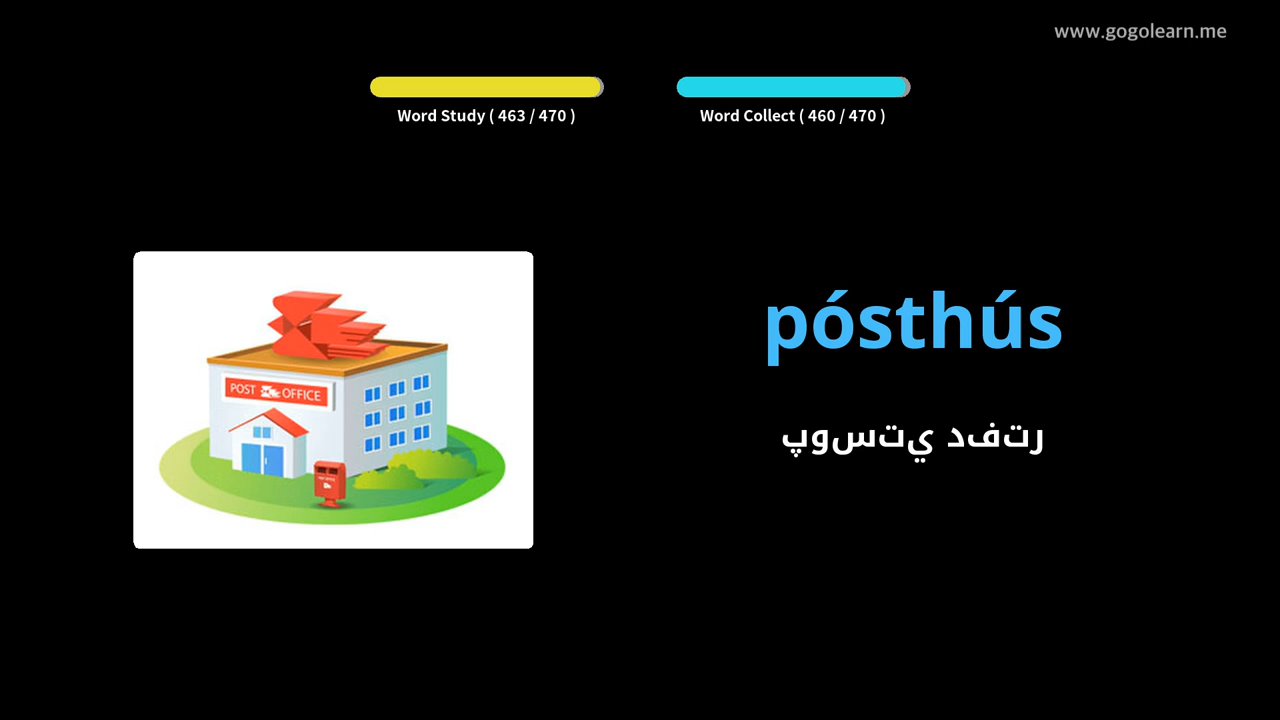 www.gogolearn.me
Word Study ( 463 / 470 )
Word Collect ( 460 / 470 )
POST OFFICE
pósthús
رتفد يتسوپ